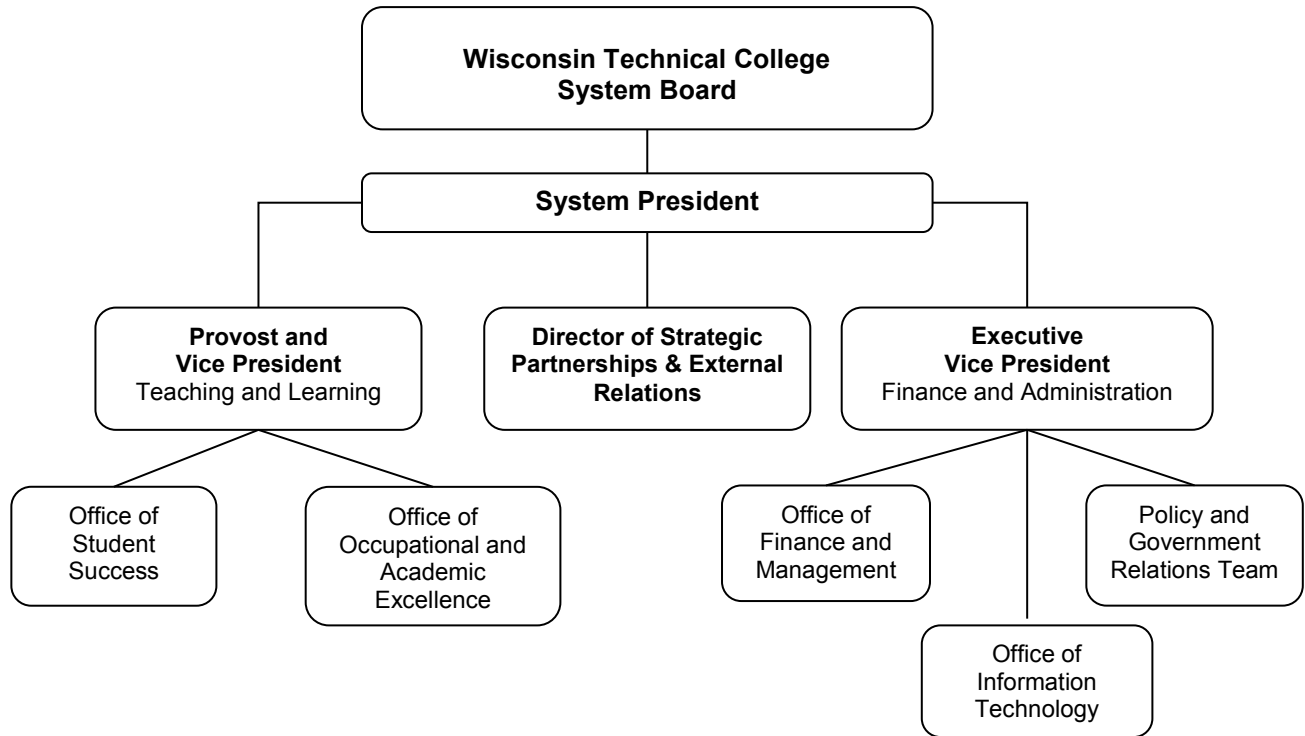 Wisconsin Technical College
System Board
System President
Provost and
Vice President
Teaching and Learning
Director of Strategic
Partnerships & External
Relations
Executive
Vice President
Finance and Administration
Office of
Student
Success
Office of
Occupational and
Academic
Excellence
Office of
Finance and
Management
Policy and
Government
Relations Team
Office of
Information
Technology